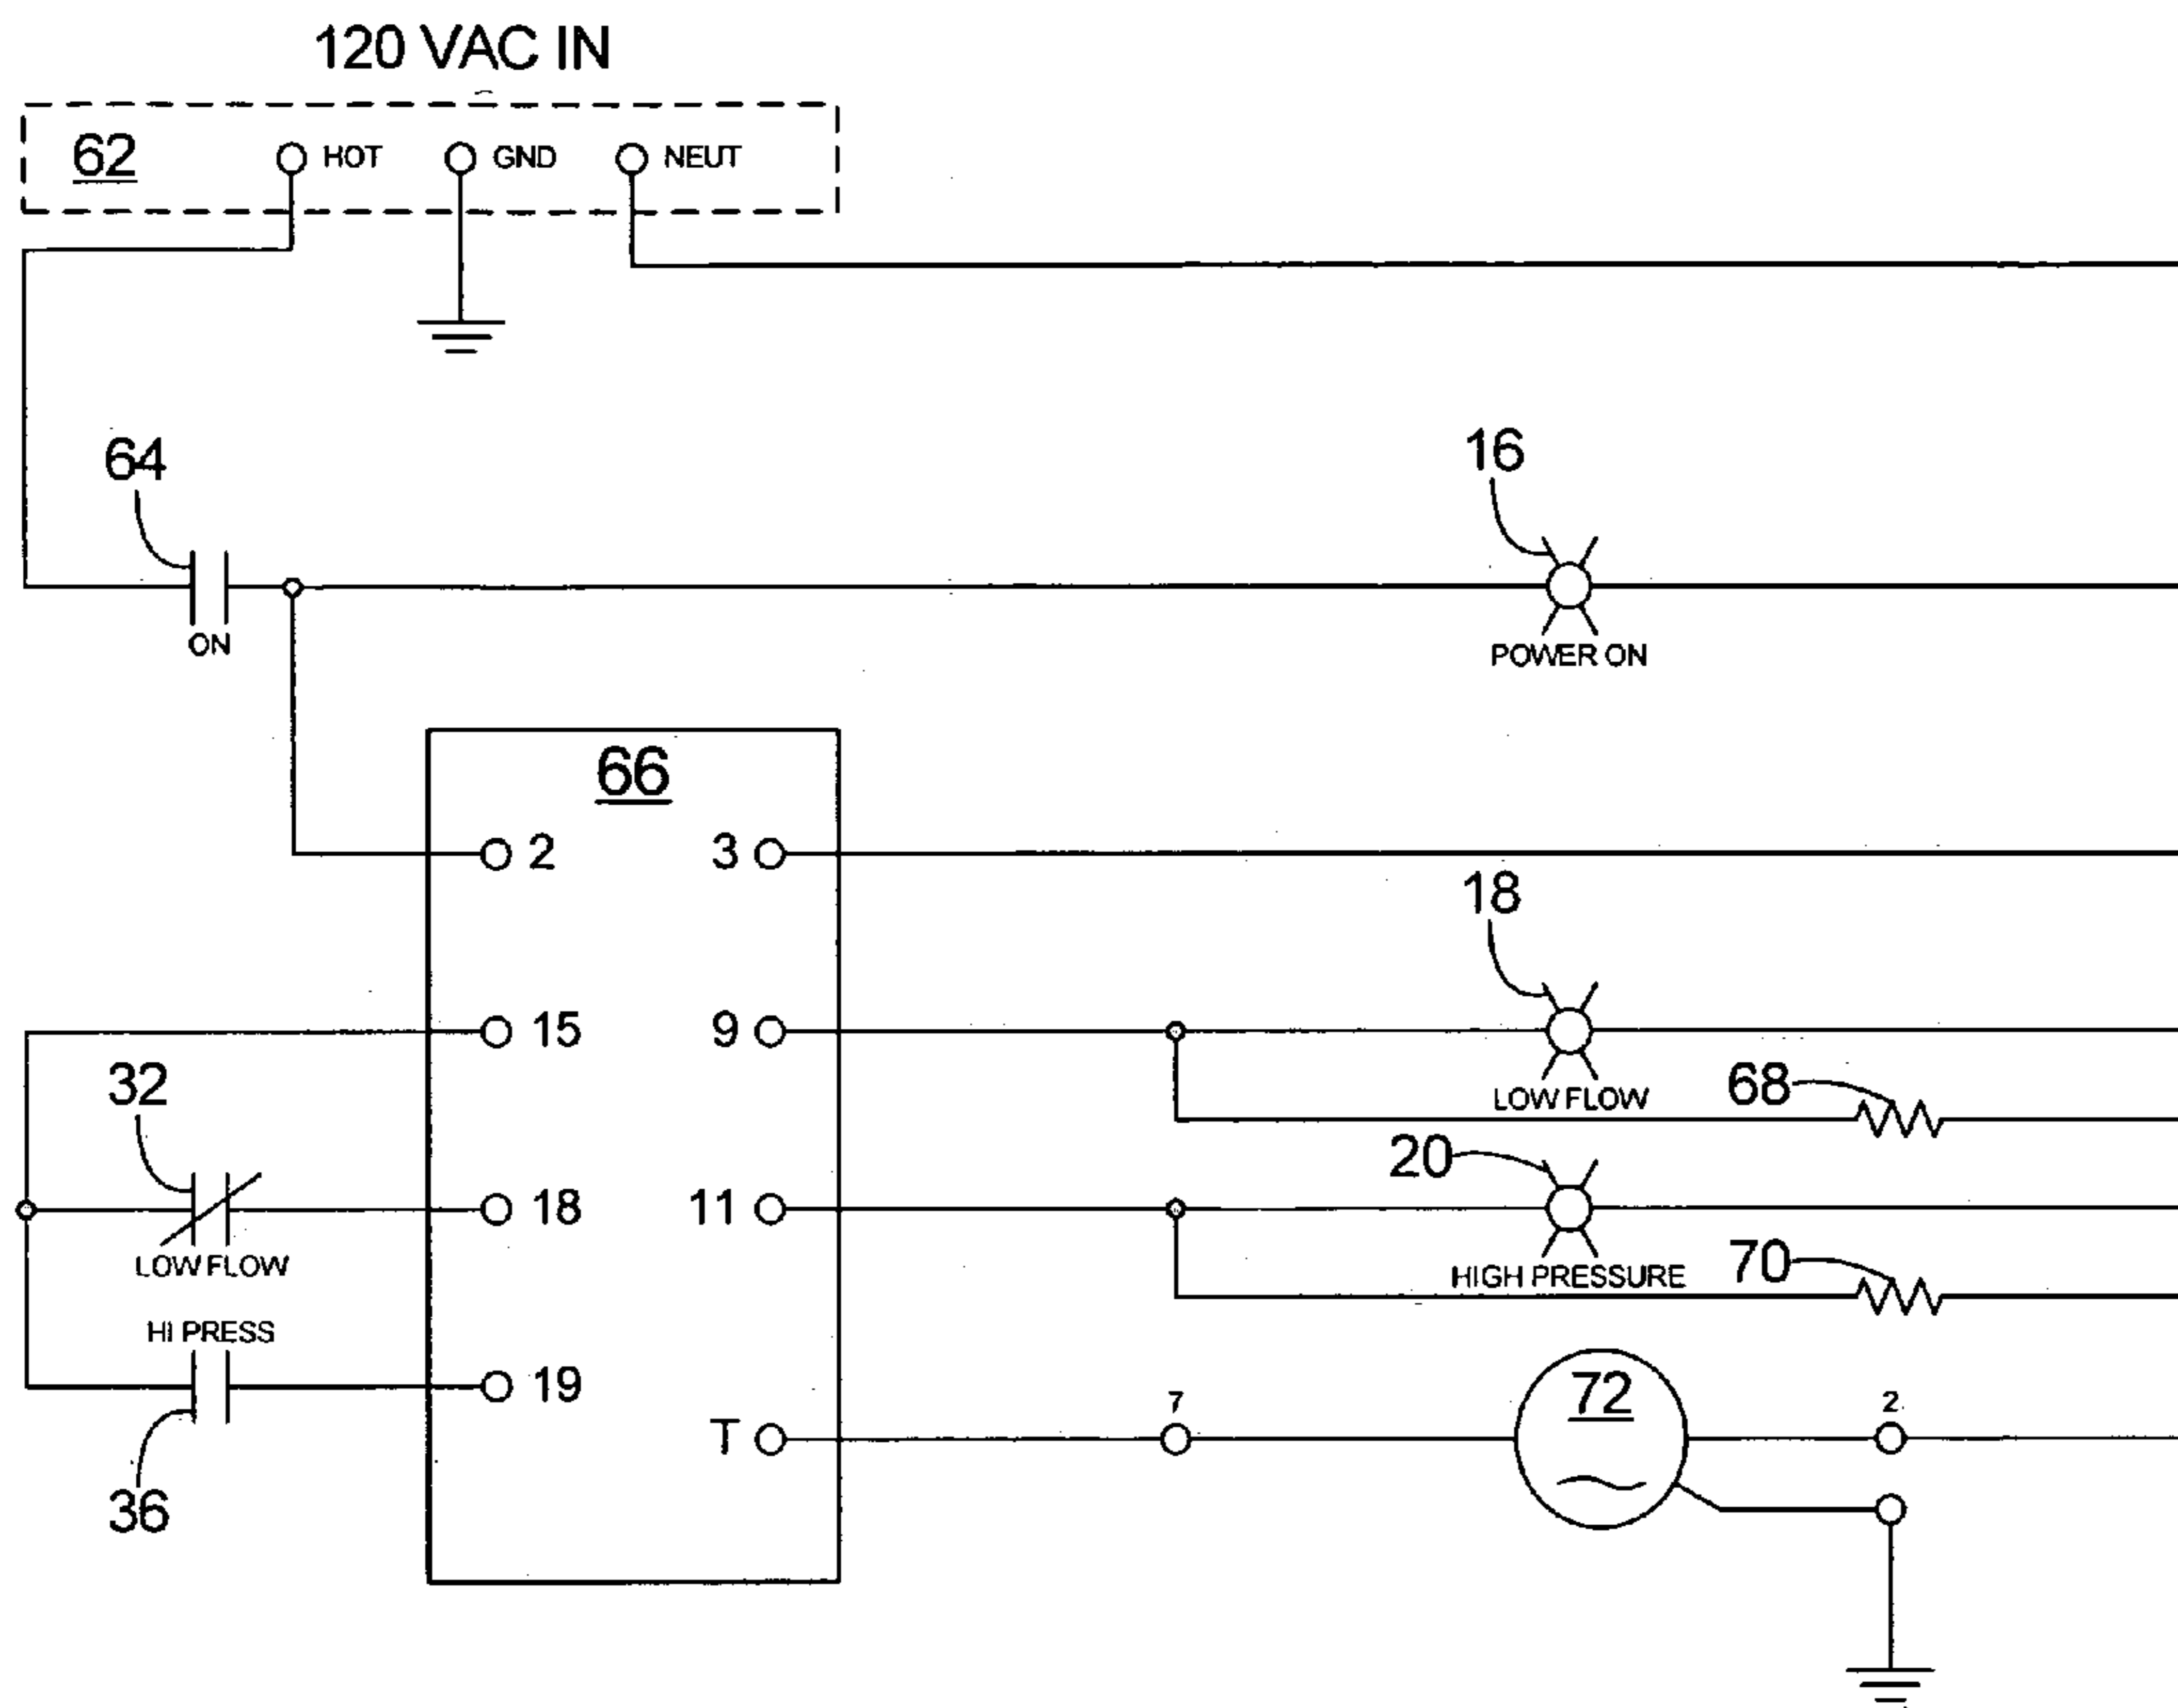 120 VAC IN
62 HOT GND NEUT
64
16
ON
POWER ON
66
2 3
18
15 9
32
LOW FLOW
68
20
18 11
LOW FLOW
HIGH PRESSURE
70
HI PRESS
19
72
7
2
T
36